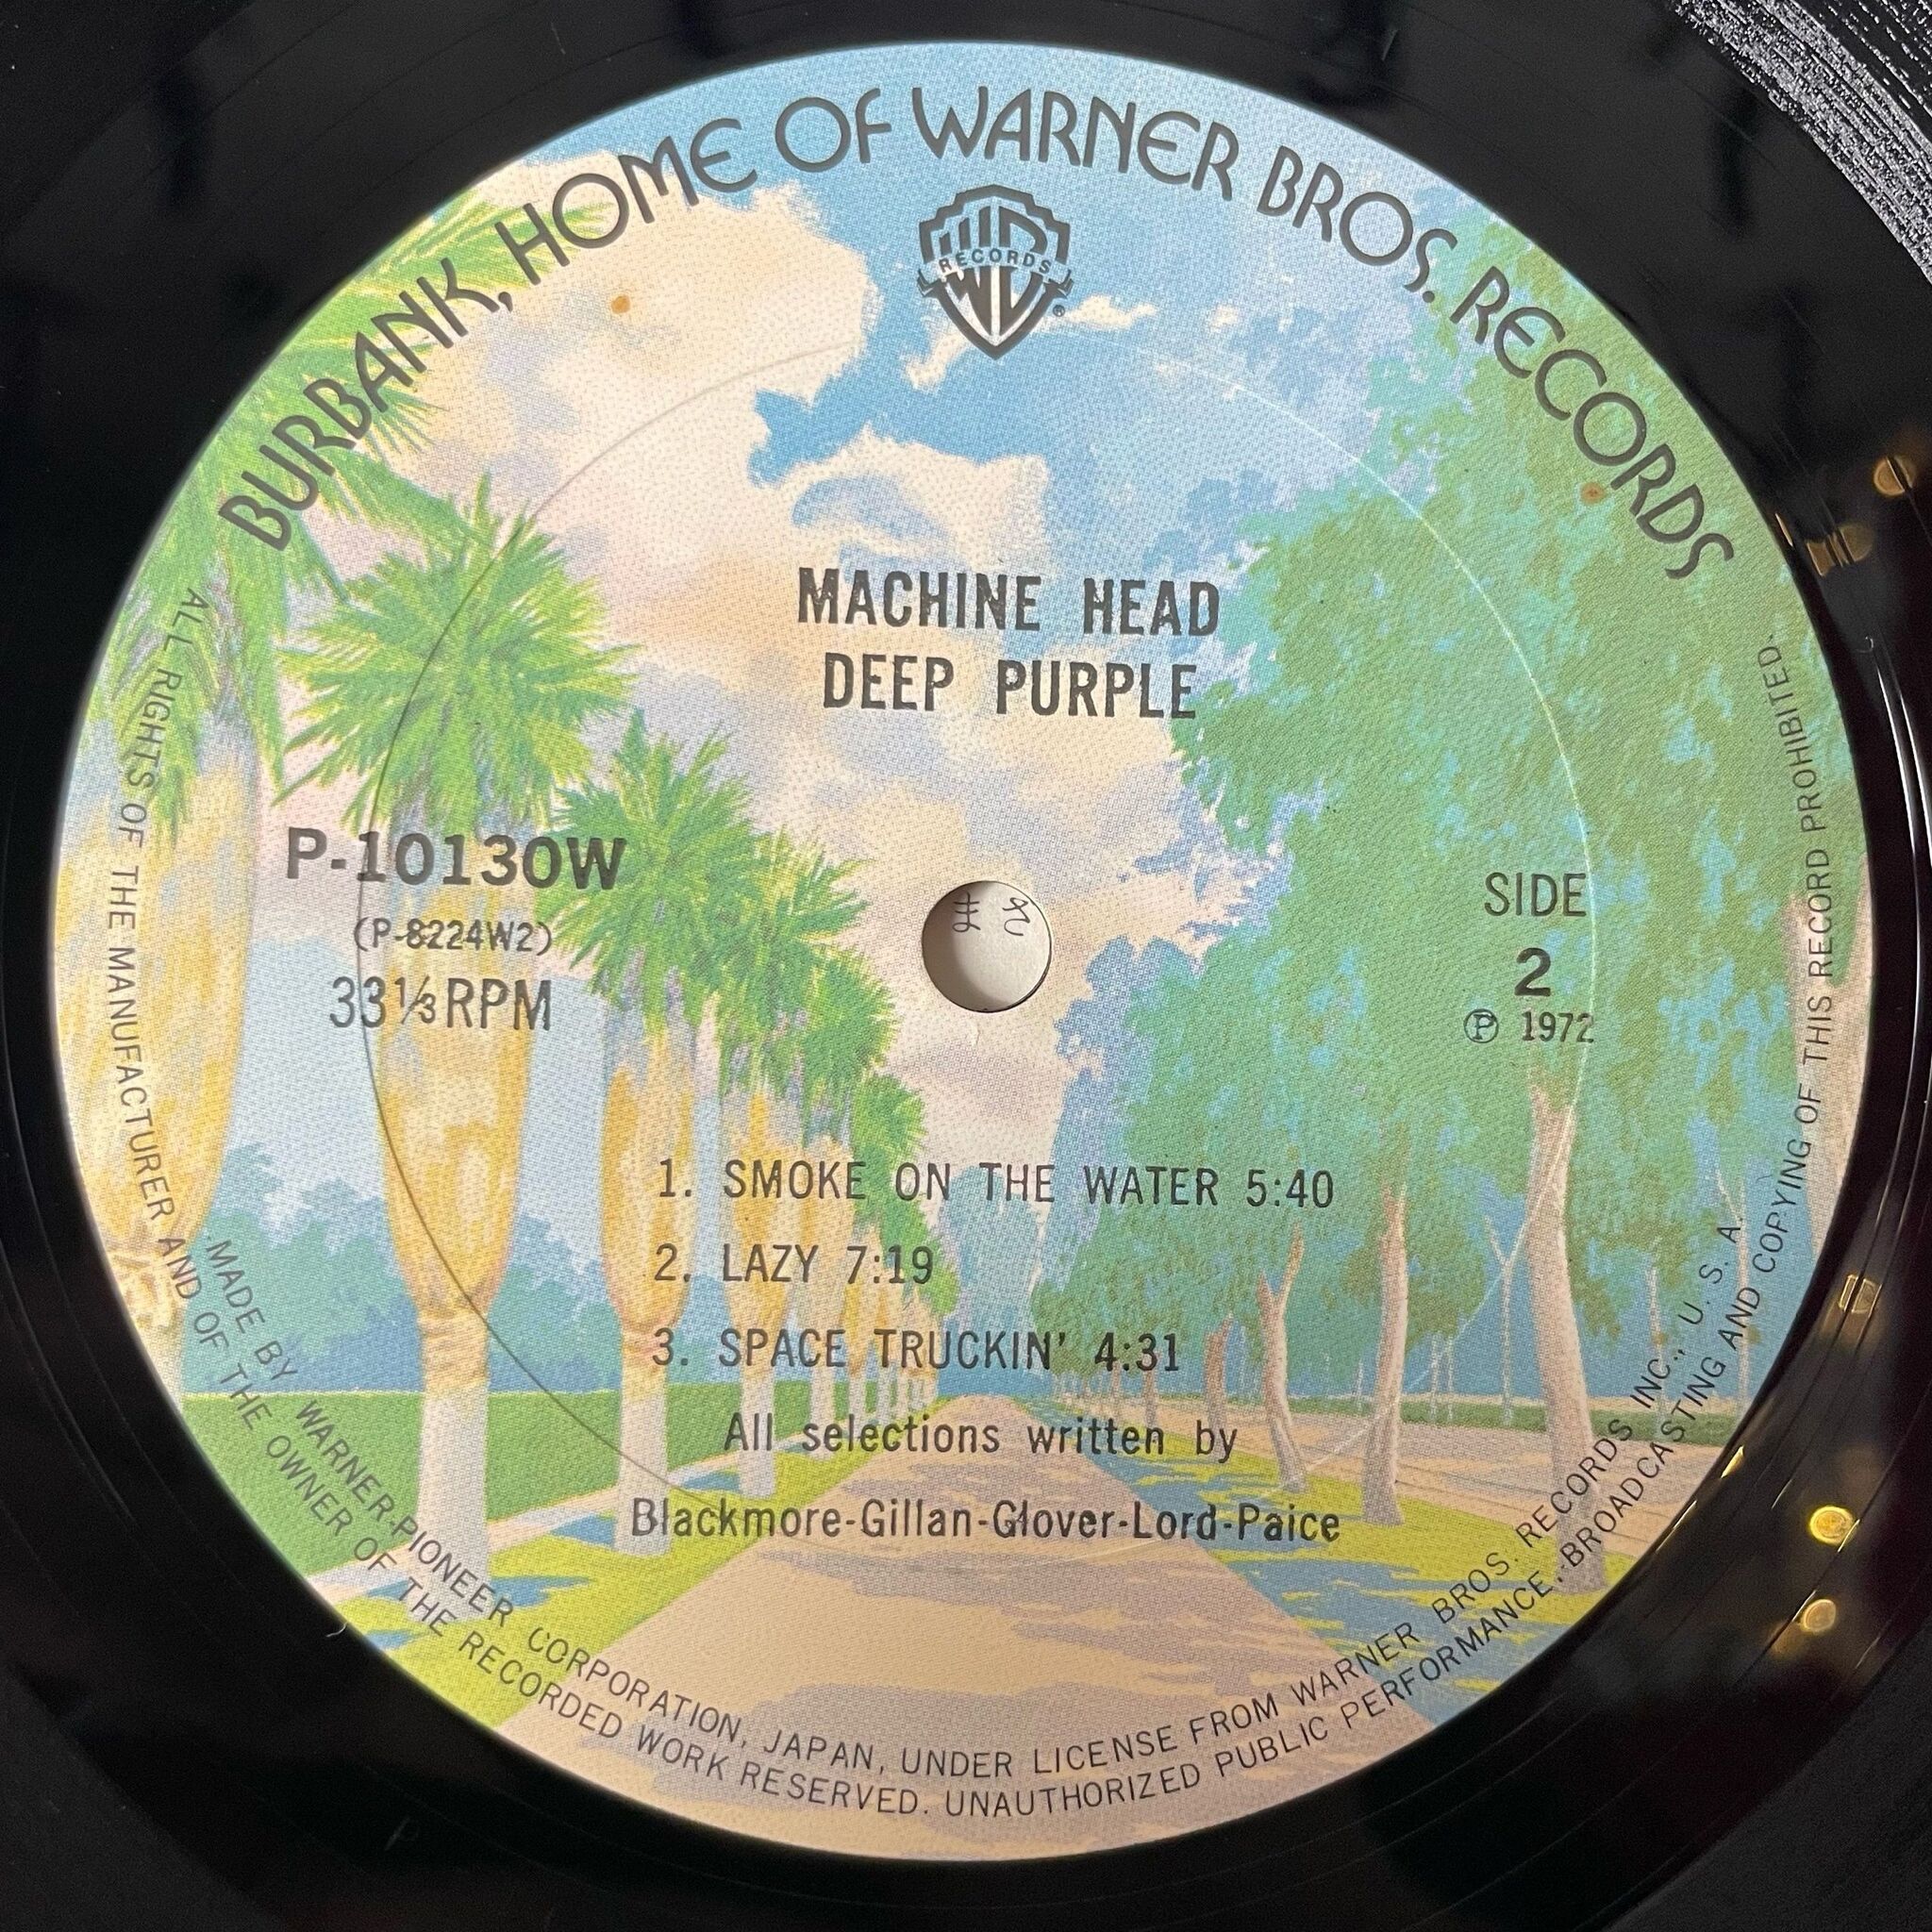 BURBANK, HOME OF WARNER BROS. RECORDS
RECORDS
®
MACHINE HEAD
DEEP PURPLE
P-10130W
(P-8224W2)
33⅓RPM
SIDE
2
Ⓟ 1972
1. SMOKE ON THE WATER 5:40
2. LAZY 7:19
3. SPACE TRUCKIN' 4:31
All selections written by
Blackmore-Gillan-Glover-Lord-Paice
MADE BY WARNER-PIONEER CORPORATION, JAPAN, UNDER LICENSE FROM WARNER BROS. RECORDS INC., U. S. A.
ALL RIGHTS OF THE MANUFACTURER AND OF THE OWNER OF THE RECORDED WORK RESERVED. UNAUTHORIZED PUBLIC PERFORMANCE, BROADCASTING AND COPYING OF THIS RECORD PROHIBITED.